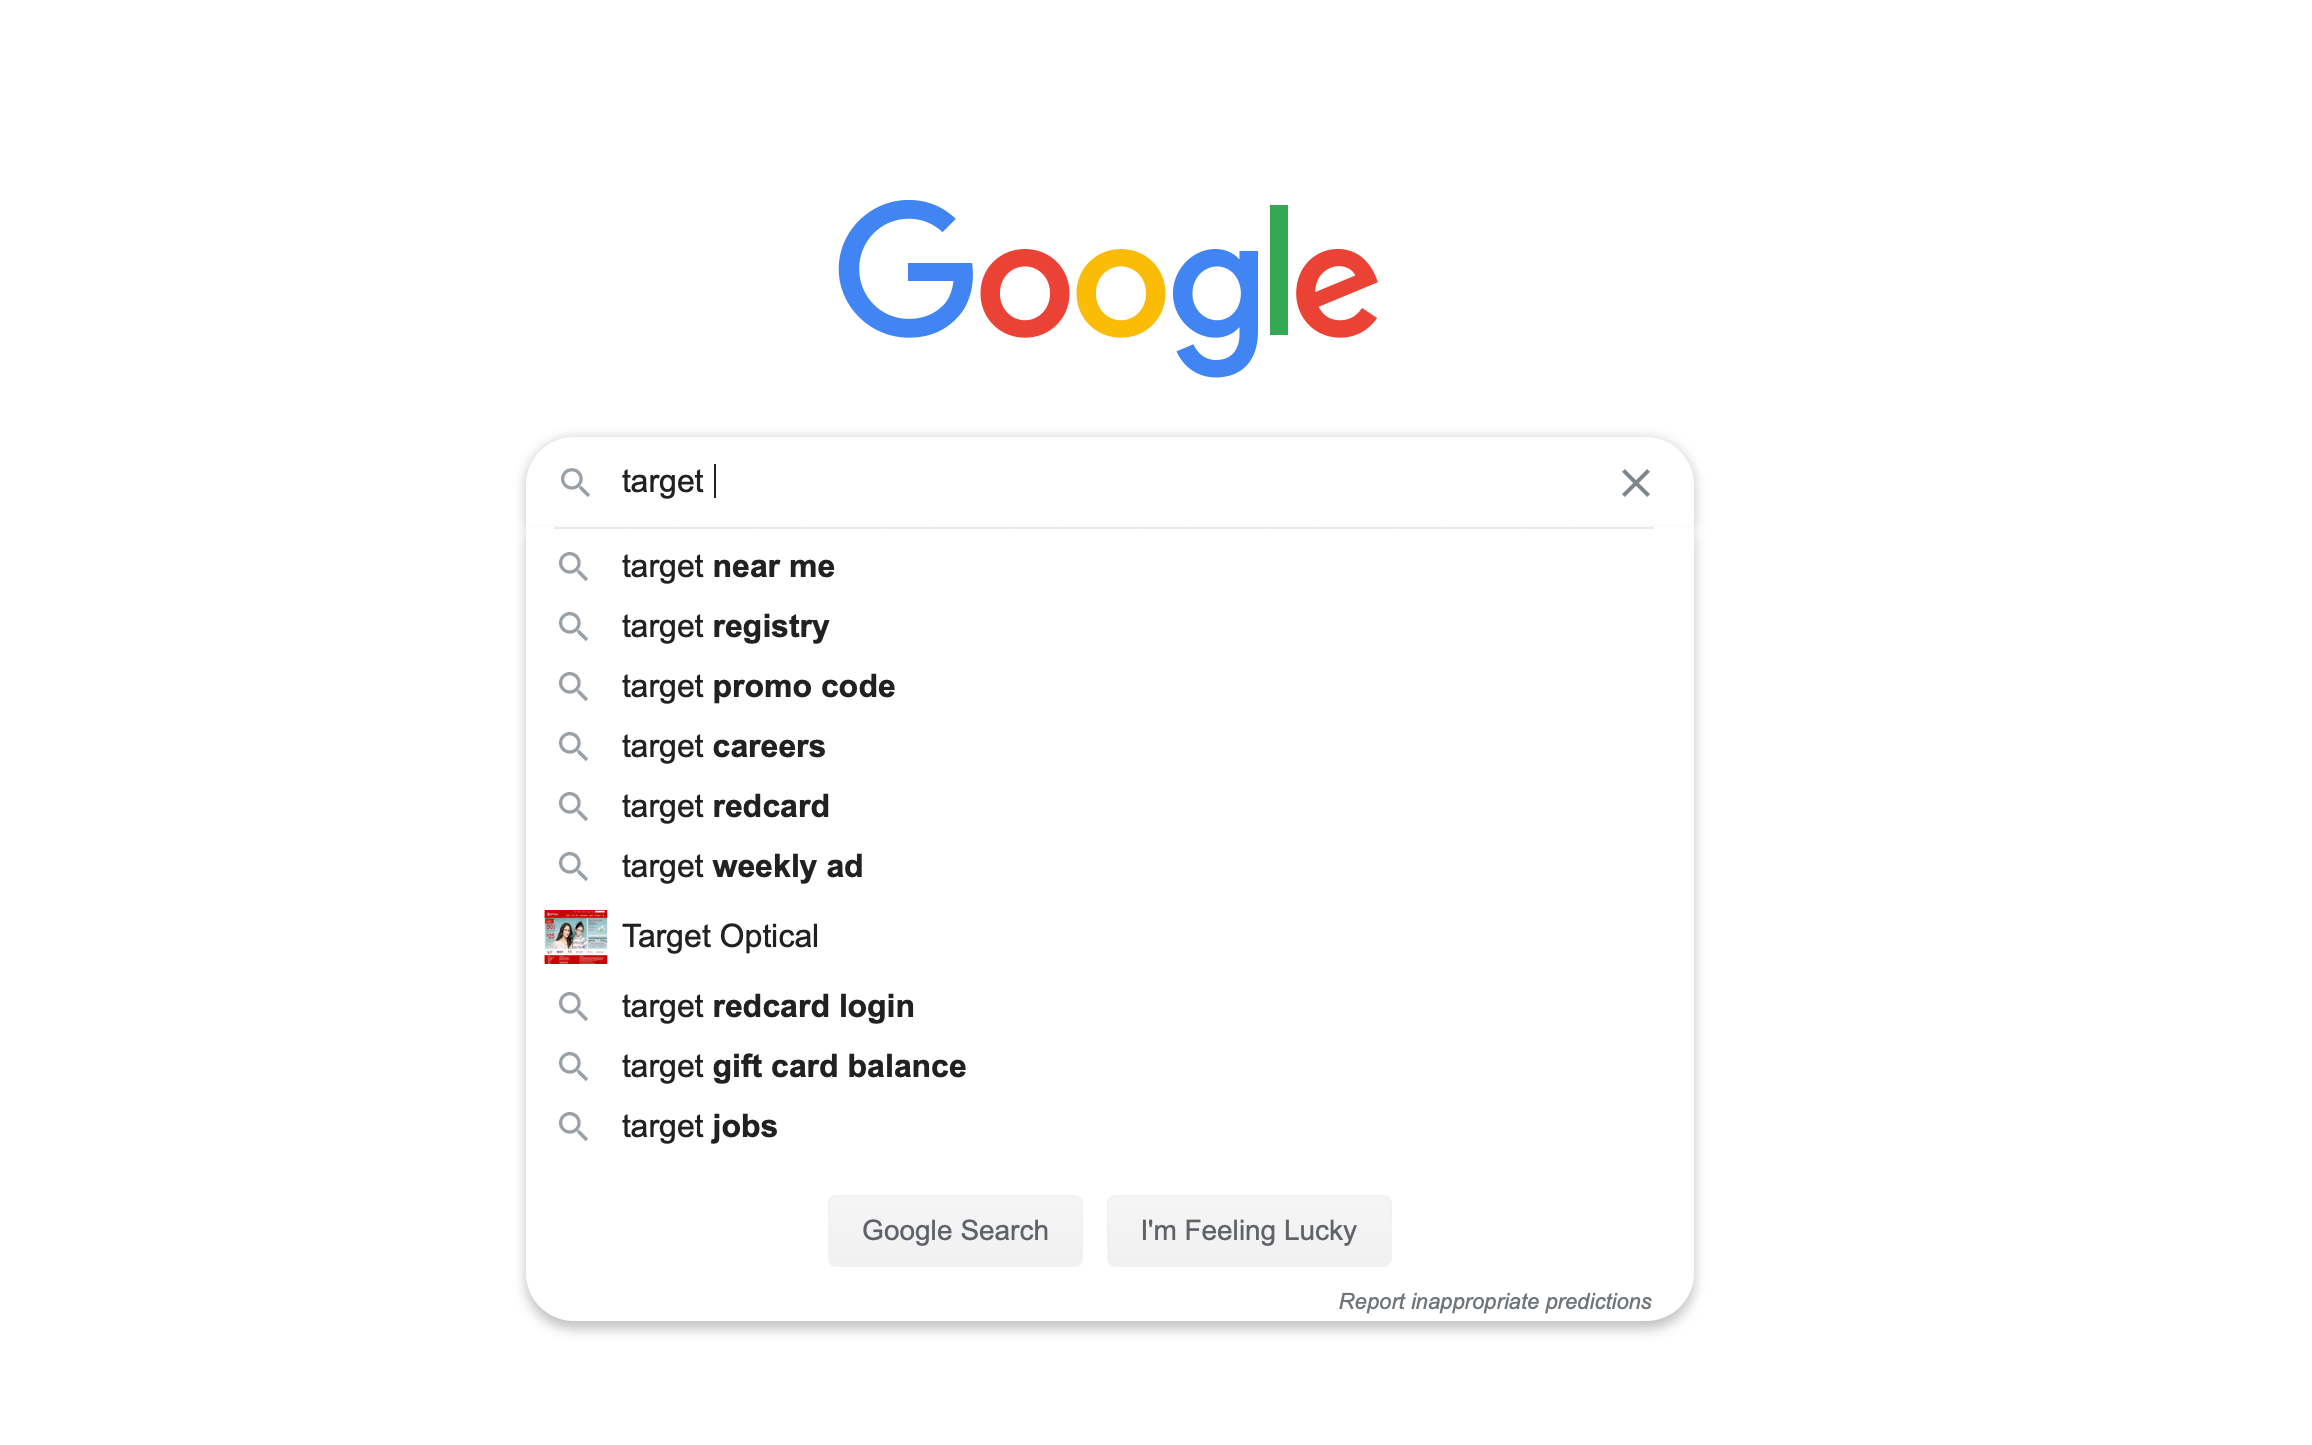 Google
target
target near me
target registry
target promo code
target careers
target redcard
target weekly ad
Target Optical
target redcard login
target gift card balance
target jobs
Google Search
I'm Feeling Lucky
Report inappropriate predictions